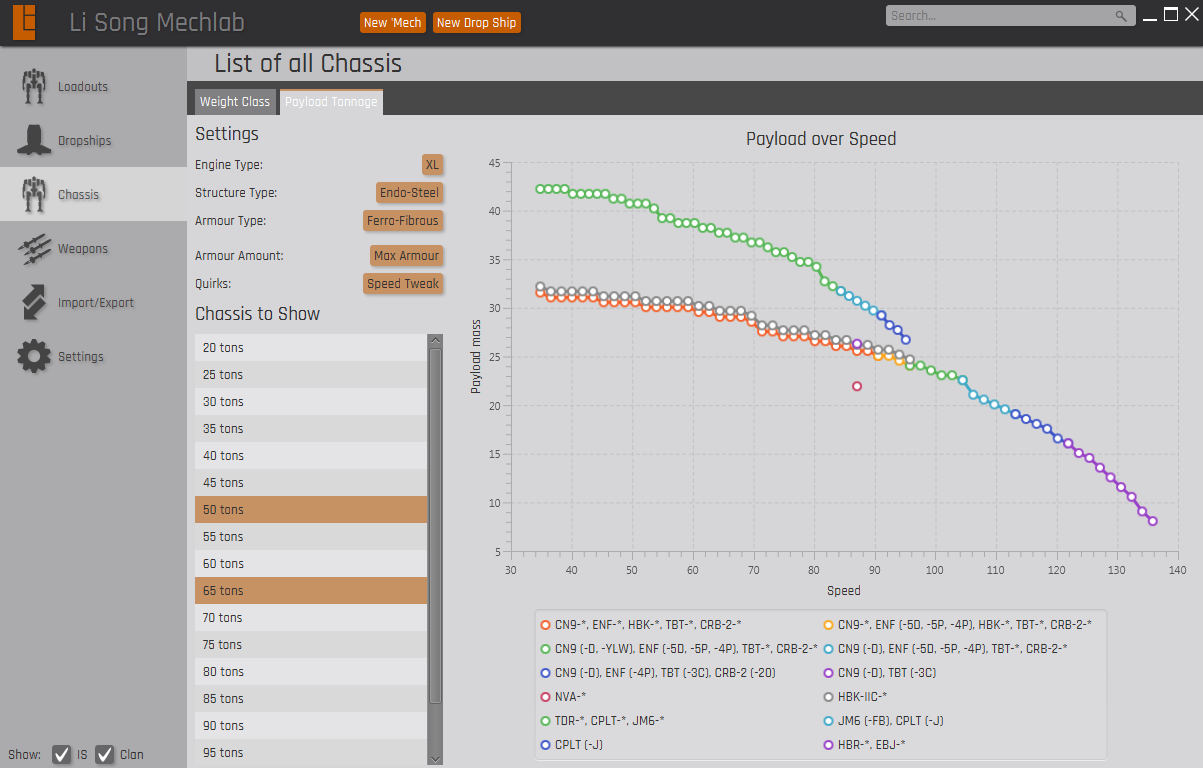 Li Song Mechlab
New 'Mech
New Drop Ship
Search...
Loadouts
Dropships
Chassis
Weapons
Import/Export
Settings
Show:
IS
Clan
List of all Chassis
Weight Class
Payload Tonnage
Settings
Engine Type:
XL
Structure Type:
Endo-Steel
Armour Type:
Ferro-Fibrous
Armour Amount:
Max Armour
Quirks:
Speed Tweak
Chassis to Show
20 tons
25 tons
30 tons
35 tons
40 tons
45 tons
50 tons
55 tons
60 tons
65 tons
70 tons
75 tons
80 tons
85 tons
90 tons
95 tons
Payload over Speed
Payload mass
45
40
35
30
25
20
15
10
5
30 40 50 60 70 80 90 100 110 120 130 140
Speed
CN9-*, ENF-*, HBK-*, TBT-*, CRB-2-*
CN9-*, ENF (-5D, -5P, -4P), HBK-*, TBT-*, CRB-2-*
CN9 (-D, -YLW), ENF (-5D, -5P, -4P), TBT-*, CRB-2-*
CN9 (-D), ENF (-5D, -5P, -4P), TBT-*, CRB-2-*
CN9 (-D), ENF (-4P), TBT (-3C), CRB-2 (-20)
CN9 (-D), TBT (-3C)
NVA-*
HBK-IIC-*
TDR-*, CPLT-*, JM6-*
JM6 (-FB), CPLT (-J)
CPLT (-J)
HBR-*, EBJ-*